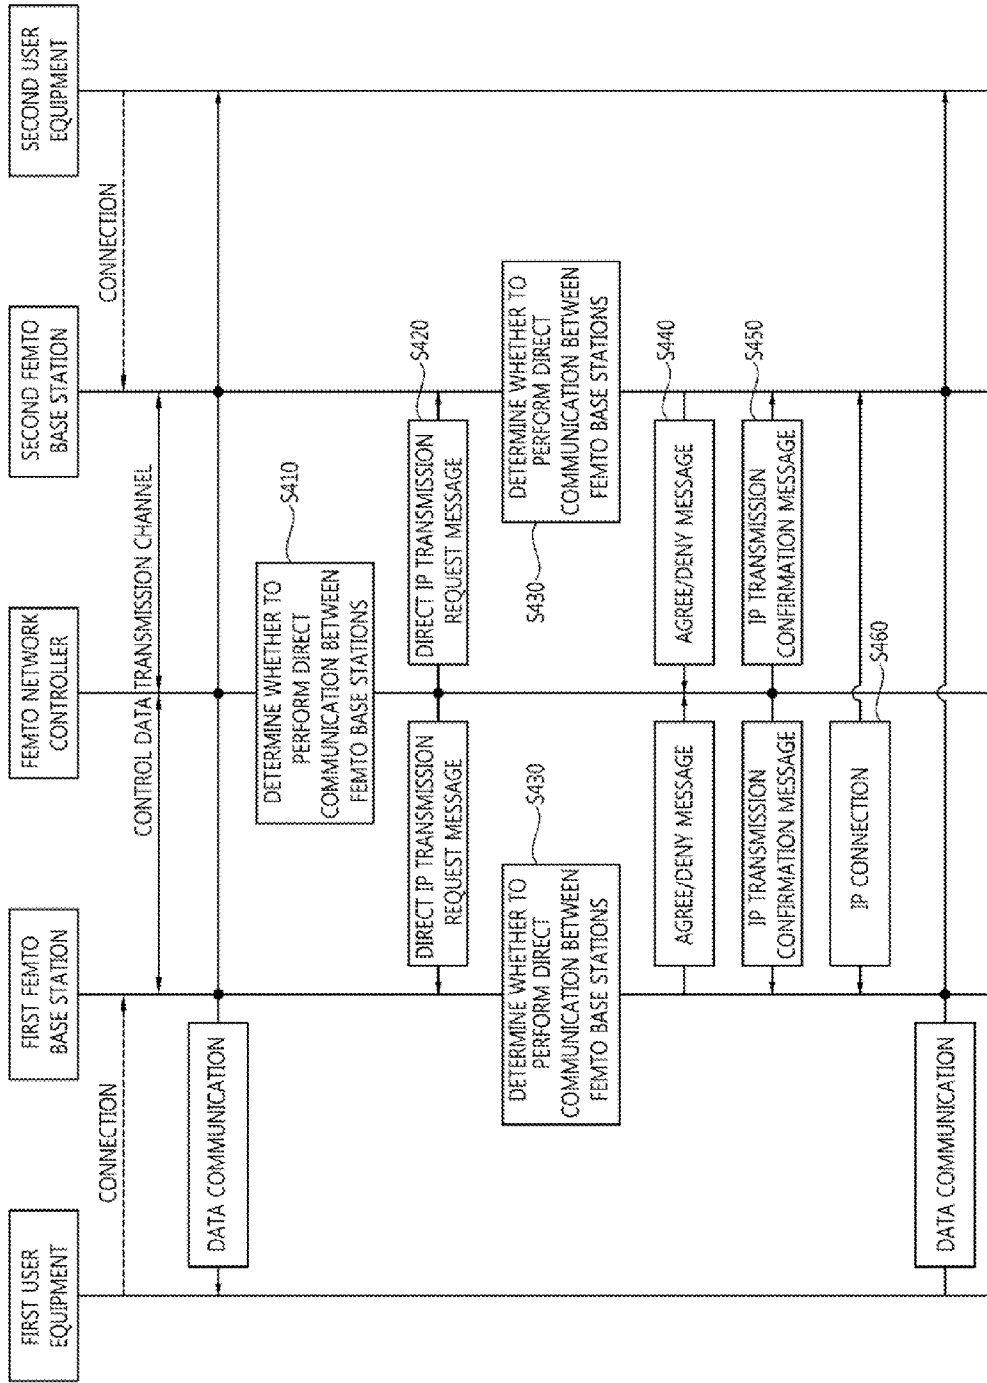 FIRST USER
EQUIPMENT
FIRST FEMTO
BASE STATION
FEMTO NETWORK
CONTROLLER
SECOND FEMTO
BASE STATION
SECOND USER
EQUIPMENT
CONNECTION
CONNECTION
CONTROL DATA TRANSMISSION CHANNEL
DATA COMMUNICATION
S410
DETERMINE WHETHER TO
PERFORM DIRECT
COMMUNICATION BETWEEN
FEMTO BASE STATIONS
S420
DIRECT IP TRANSMISSION
REQUEST MESSAGE
DIRECT IP TRANSMISSION
REQUEST MESSAGE
S430
DETERMINE WHETHER TO
PERFORM DIRECT
COMMUNICATION BETWEEN
FEMTO BASE STATIONS
S430
DETERMINE WHETHER TO
PERFORM DIRECT
COMMUNICATION BETWEEN
FEMTO BASE STATIONS
S440
AGREE/DENY MESSAGE
AGREE/DENY MESSAGE
S450
IP TRANSMISSION
CONFIRMATION MESSAGE
IP TRANSMISSION
CONFIRMATION MESSAGE
IP CONNECTION
S460
DATA COMMUNICATION